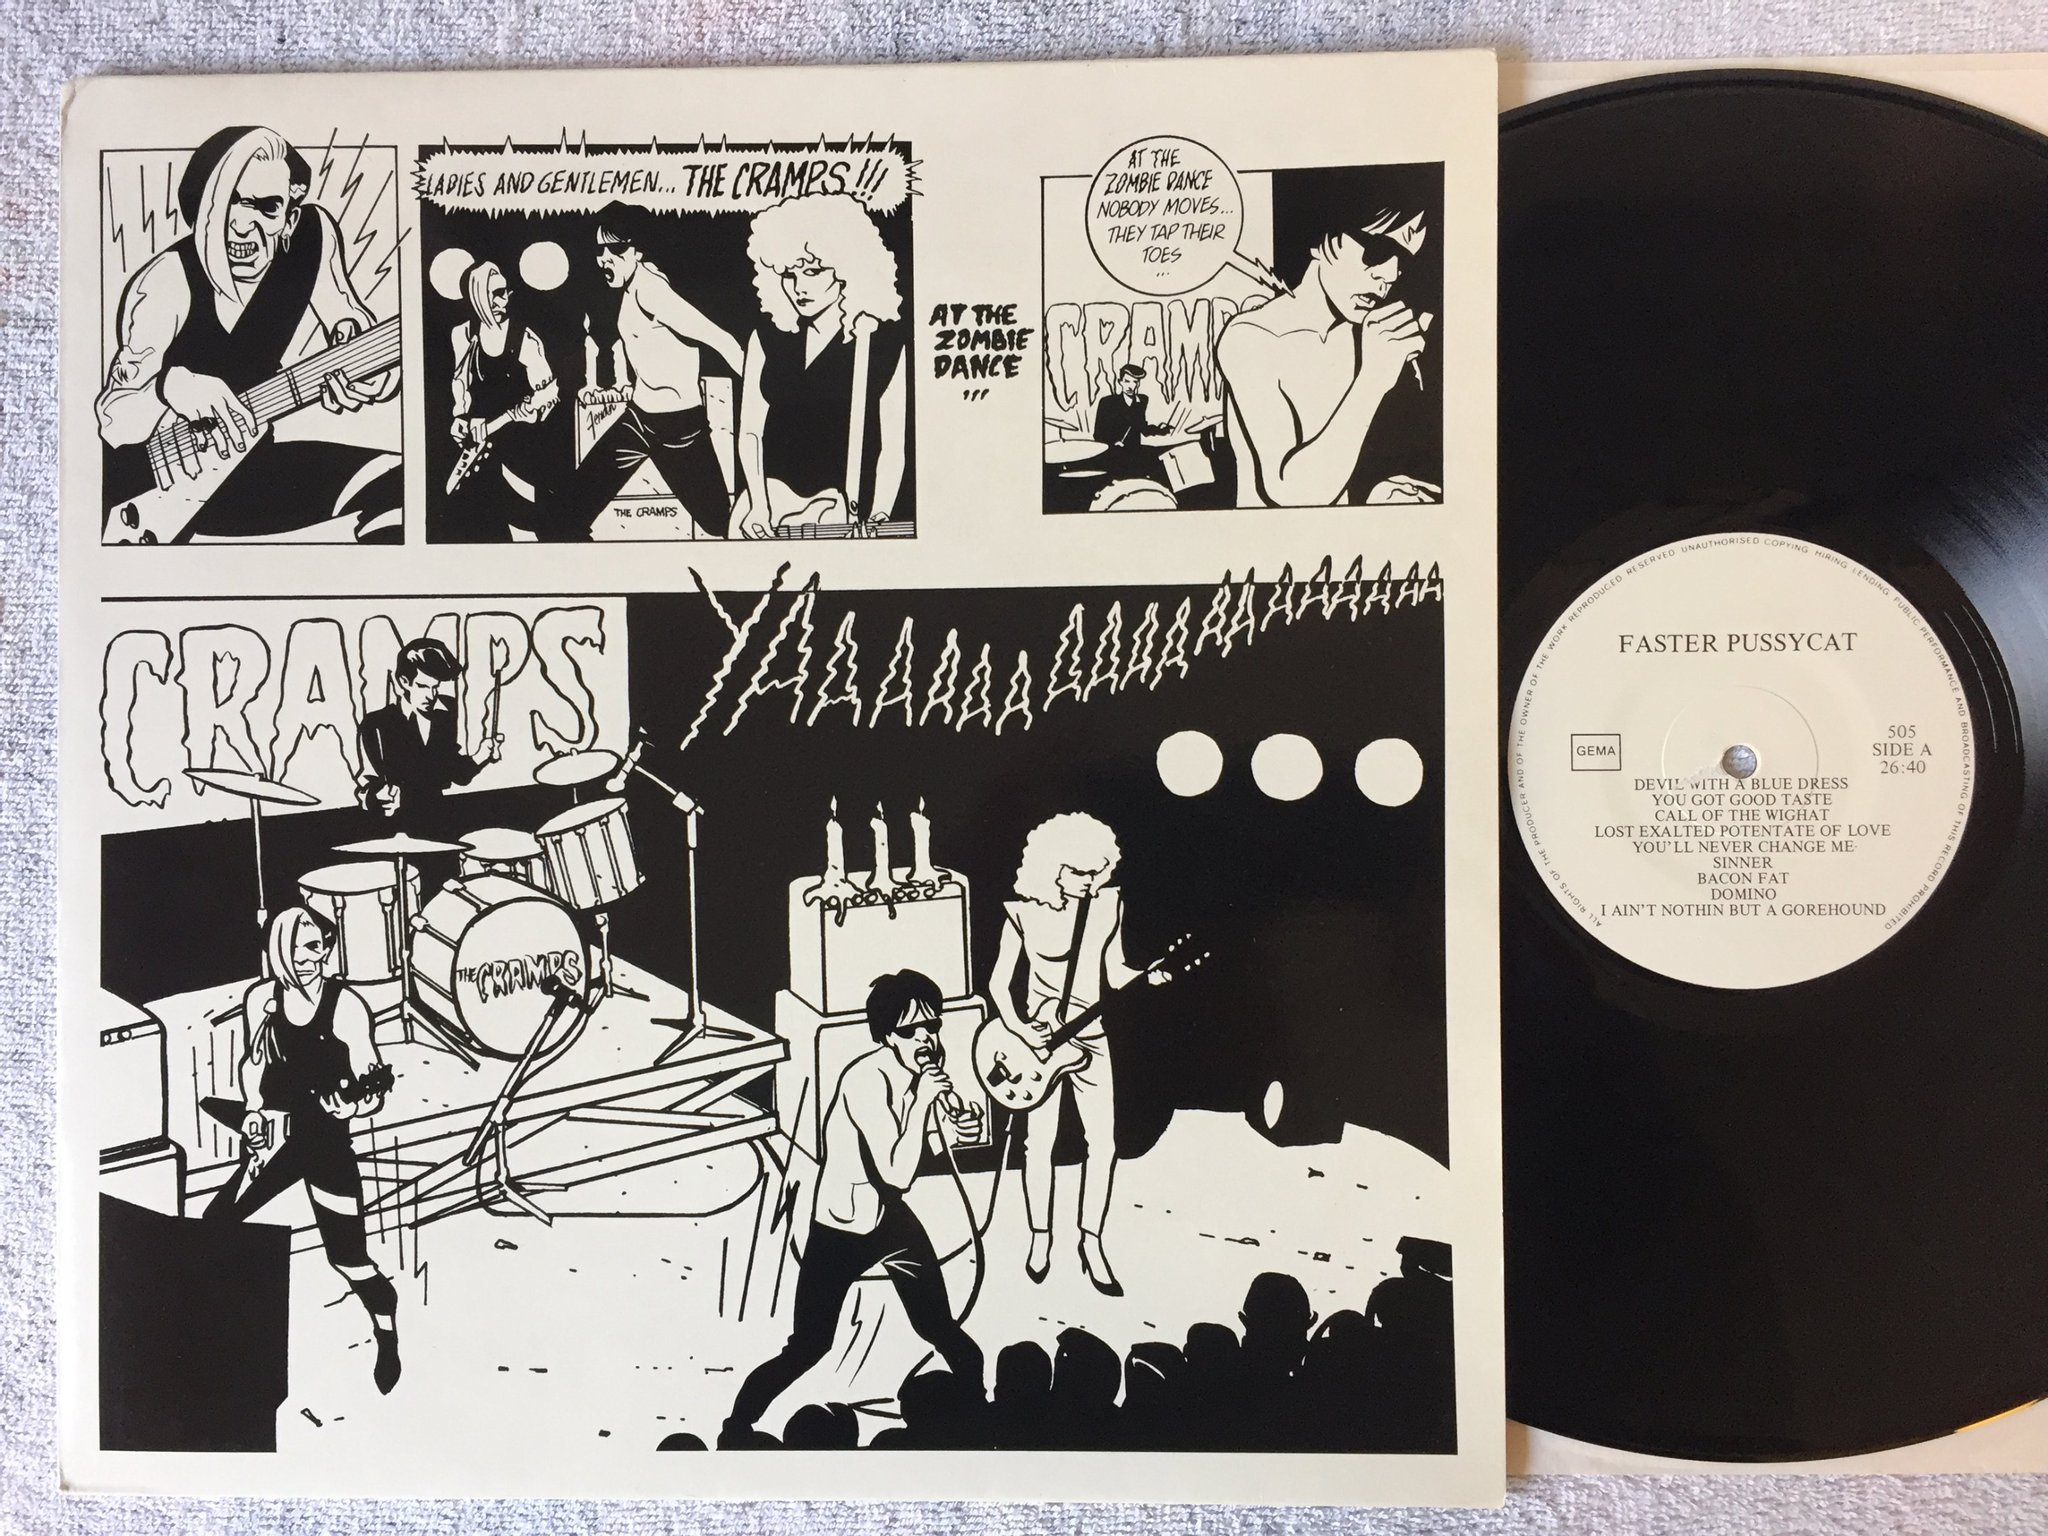 LADIES AND GENTLEMEN... THE CRAMPS!!!
Fender
THE CRAMPS
AT THE
ZOMBIE
DANCE
,,,
AT THE
ZOMBIE DANCE
NOBODY MOVES...
THEY TAP THEIR
TOES
...
CRAMP
CRAMPS
YAAAAAAAAAAAAAAAAAAAA
THE CRAMPS
FASTER PUSSYCAT
GEMA
505
SIDE A
26:40
DEVIL WITH A BLUE DRESS
YOU GOT GOOD TASTE
CALL OF THE WIGHAT
LOST EXALTED POTENTATE OF LOVE
YOU'LL NEVER CHANGE ME
SINNER
BACON FAT
DOMINO
I AIN'T NOTHIN BUT A GOREHOUND
ALL RIGHTS OF THE PRODUCER AND OF THE OWNER OF THE WORK REPRODUCED RESERVED UNAUTHORISED COPYING HIRING LENDING PUBLIC PERFORMANCE AND BROADCASTING OF THIS RECORD PROHIBITED